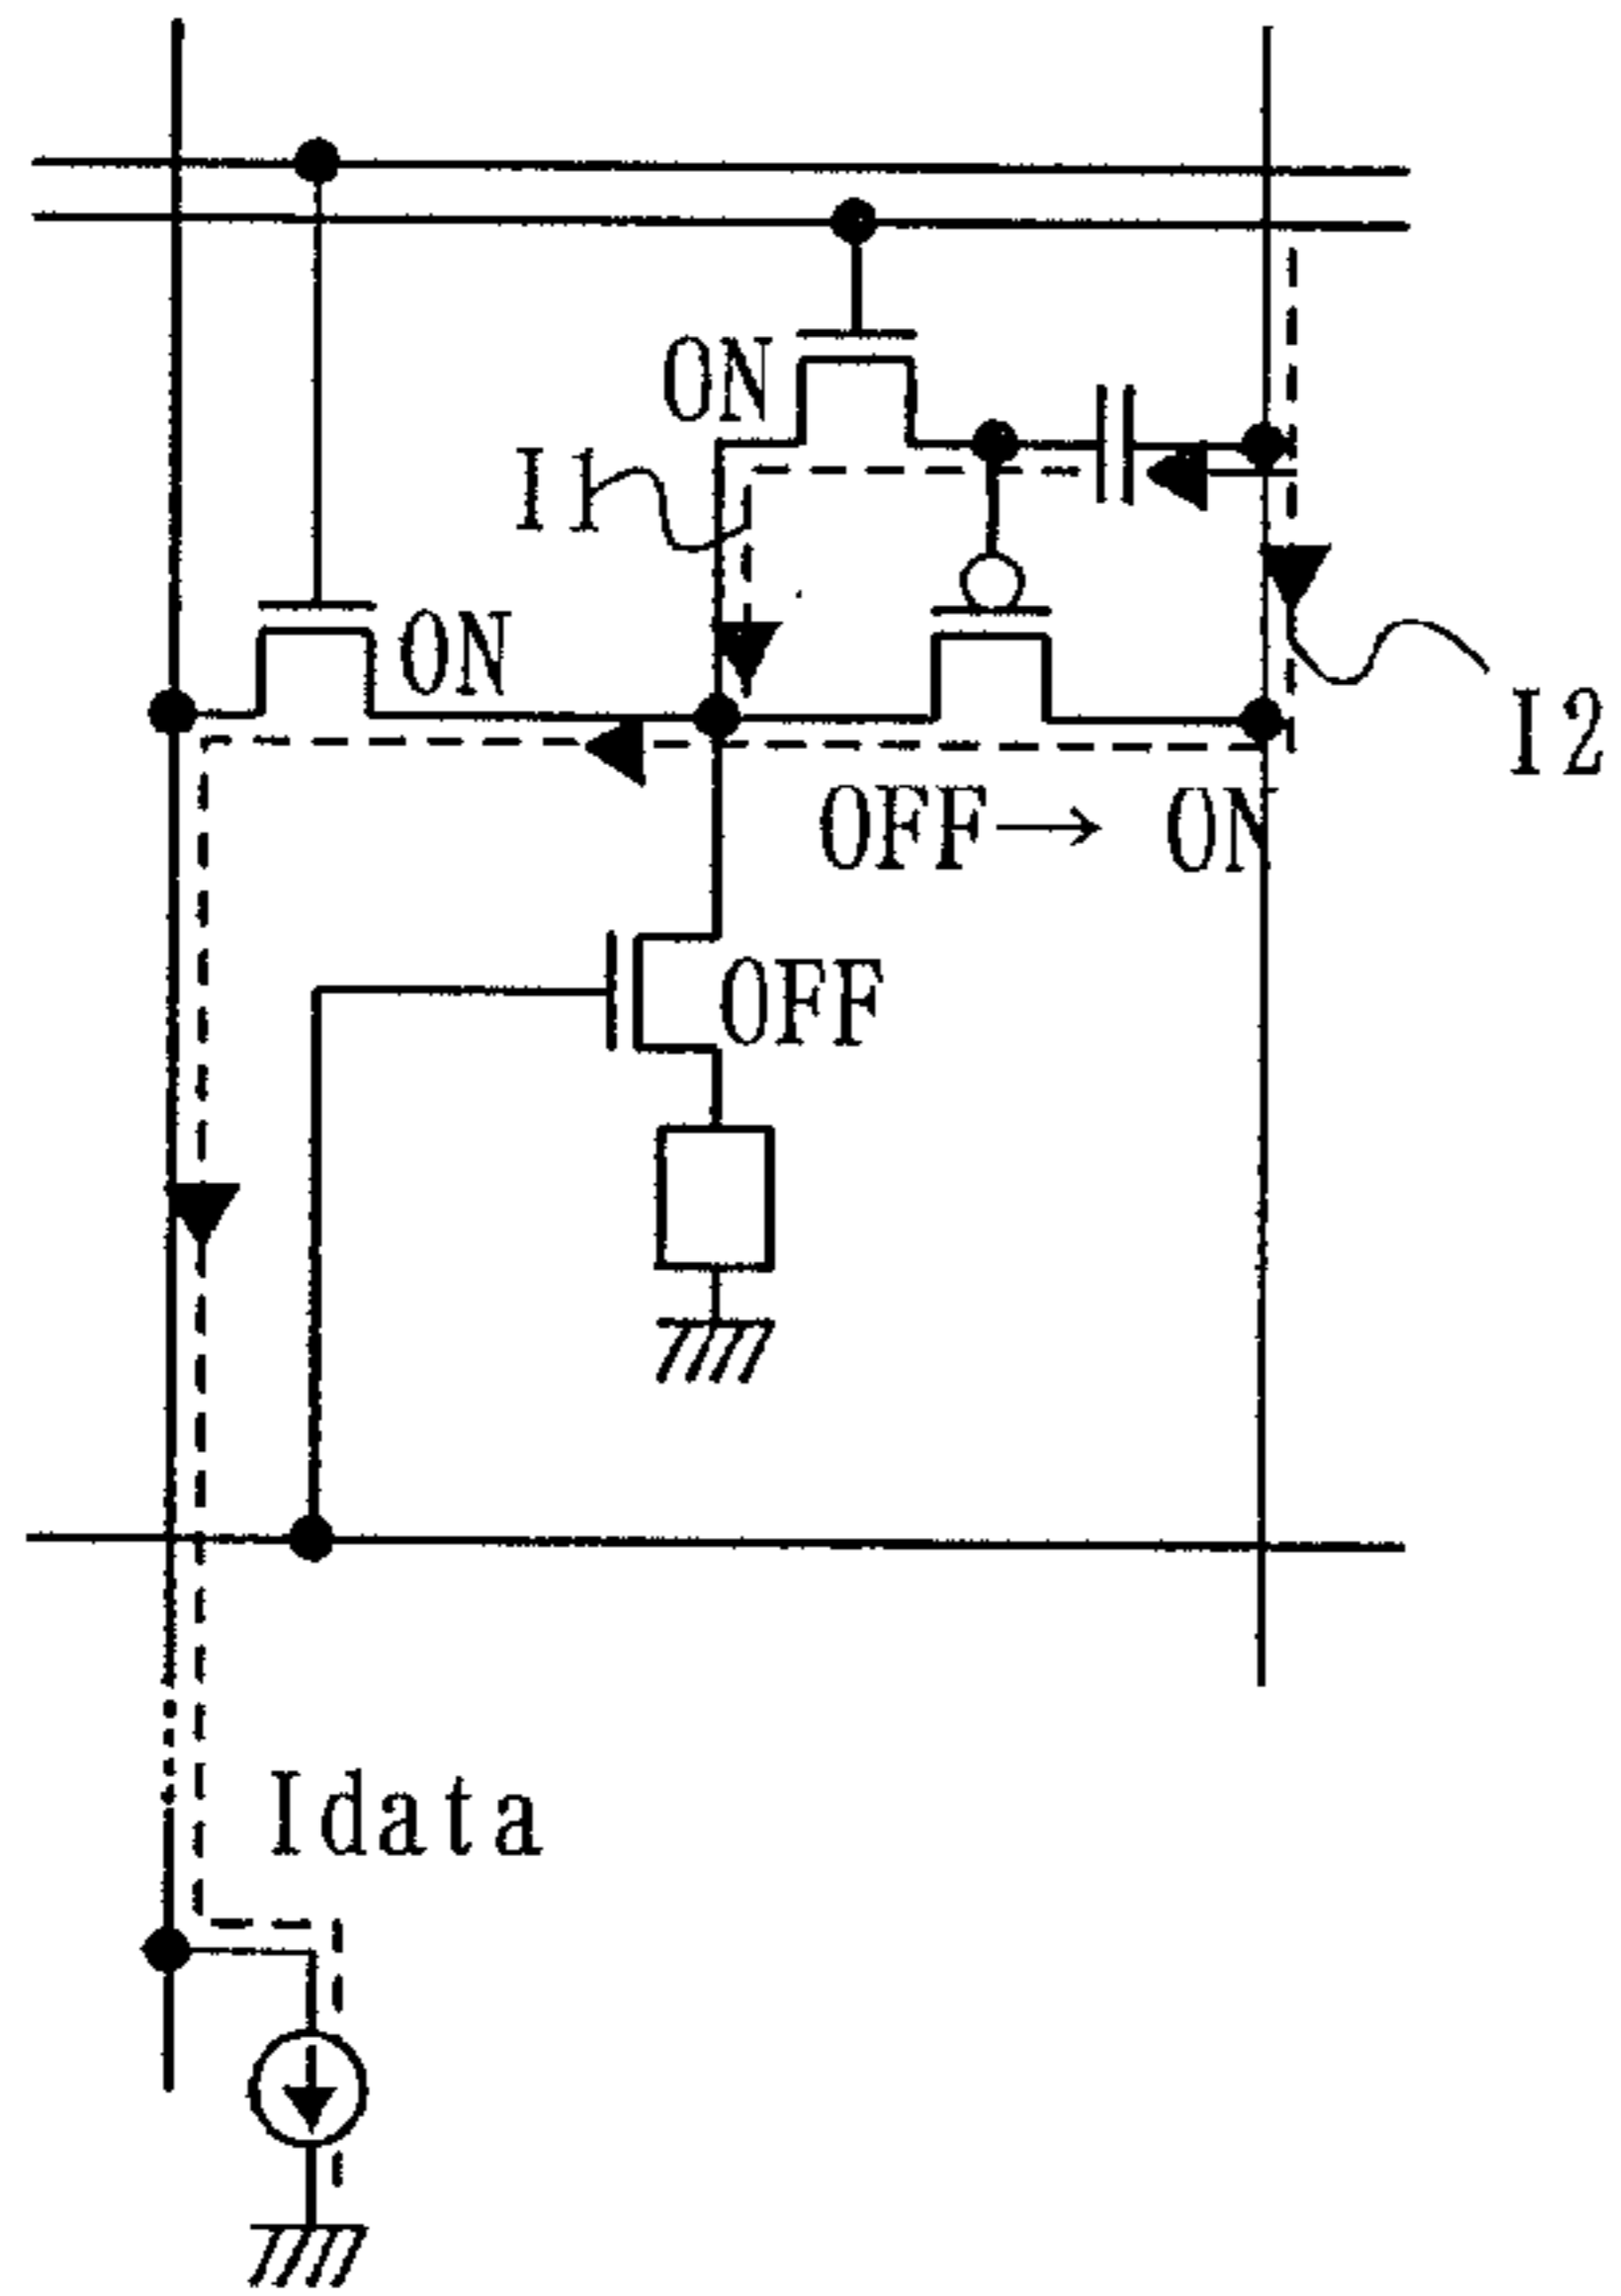 ON
I1
ON
I2
OFF→ ON
OFF
Idata